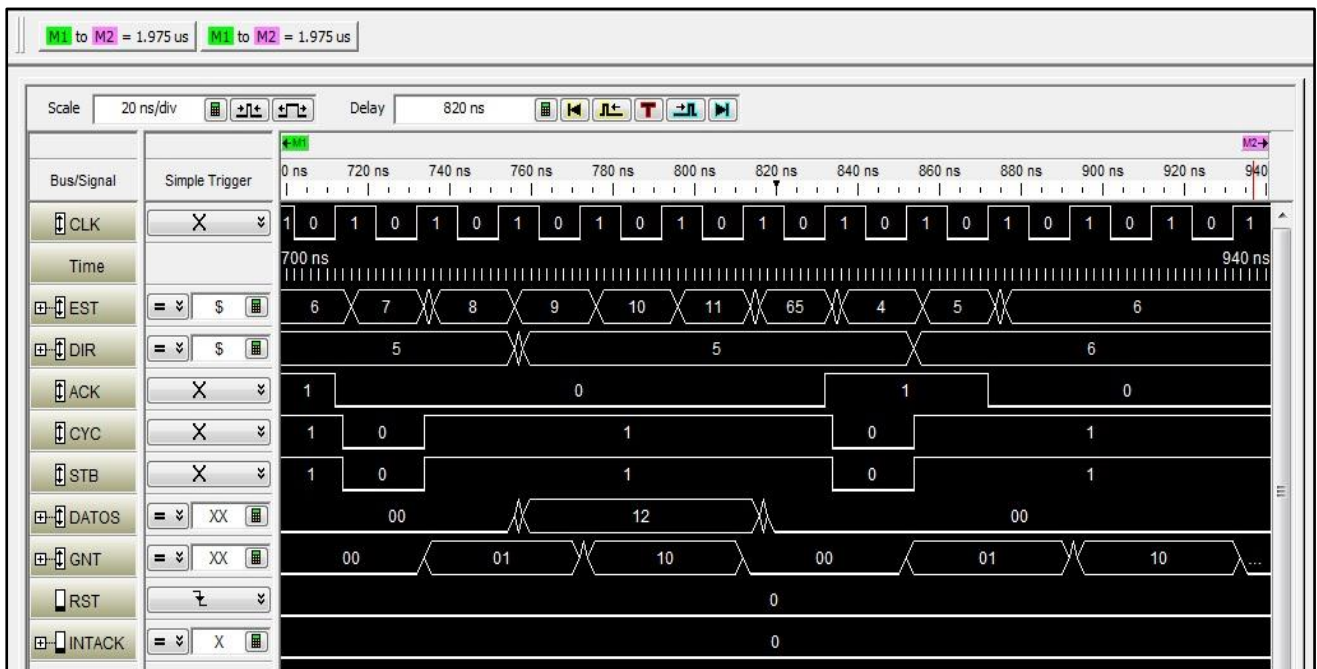 M1 to M2 = 1.975 us M1 to M2 = 1.975 us
Scale 20 ns/div Delay 820 ns T
M1 M2
Bus/Signal Simple Trigger 0 ns 720 ns 740 ns 760 ns 780 ns 800 ns 820 ns 840 ns 860 ns 880 ns 900 ns 920 ns 940
CLK X 1 0 1 0 1 0 1 0 1 0 1 0 1 0 1 0 1 0 1 0 1 0 1 0 1
Time 700 ns 940 ns
EST = $ 6 7 8 9 10 11 65 4 5 6
DIR = $ 5 5 6
ACK X 1 0 1 0
CYC X 1 0 1 0 1
STB X 1 0 1 0 1
DATOS = XX 00 12 00
GNT = XX 00 01 10 00 01 10 ...
RST 0
INTACK = X 0